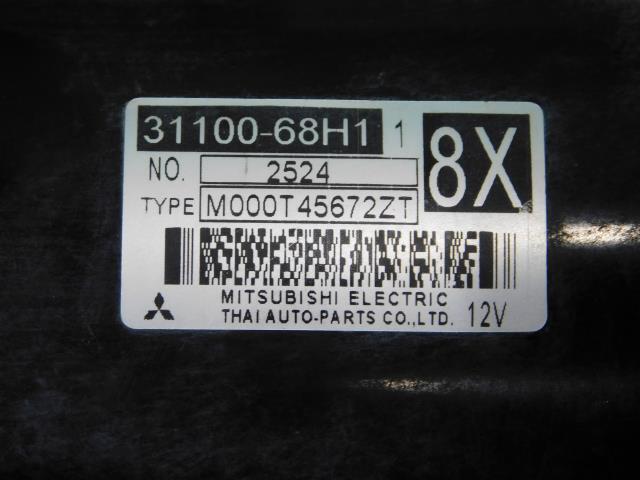 31100-68H1 1
8X
NO. 2524
TYPE M000T45672ZT
MITSUBISHI ELECTRIC
THAI AUTO-PARTS CO.,LTD. 12V